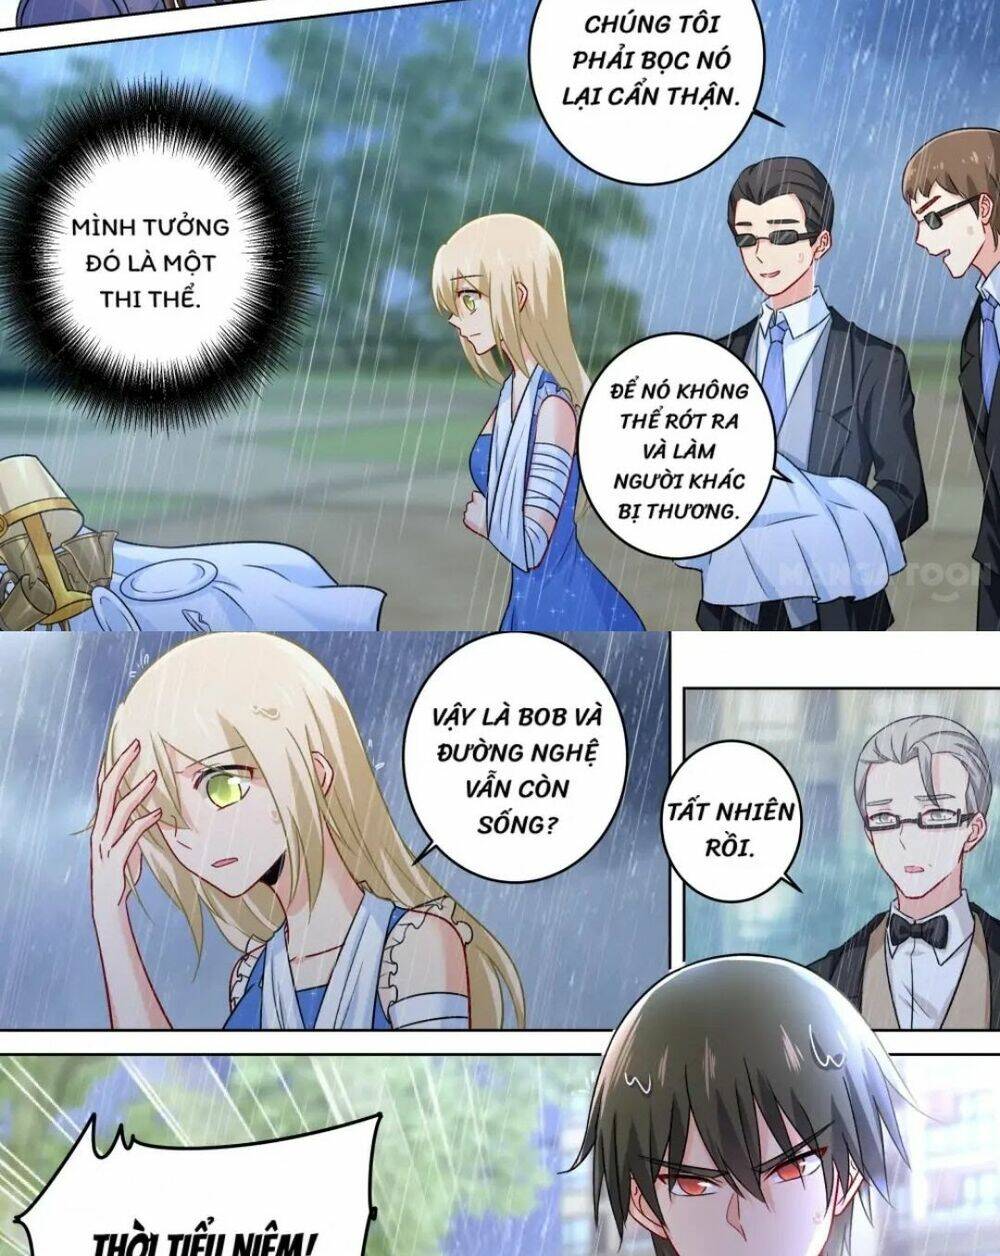 CHÚNG TÔI
PHẢI BỌC NÓ
LẠI CẨN THẬN.
MÌNH TƯỞNG
ĐÓ LÀ MỘT
THI THỂ.
ĐỂ NÓ KHÔNG
THỂ RÓT RA
VÀ LÀM
NGƯỜI KHÁC
BỊ THƯƠNG.
MANGATOON
VẬY LÀ BOB VÀ
ĐƯỜNG NGHỆ
VẪN CÒN
SỐNG?
TẤT NHIÊN
RỒI.
THỜI TIỂU NIỆM!